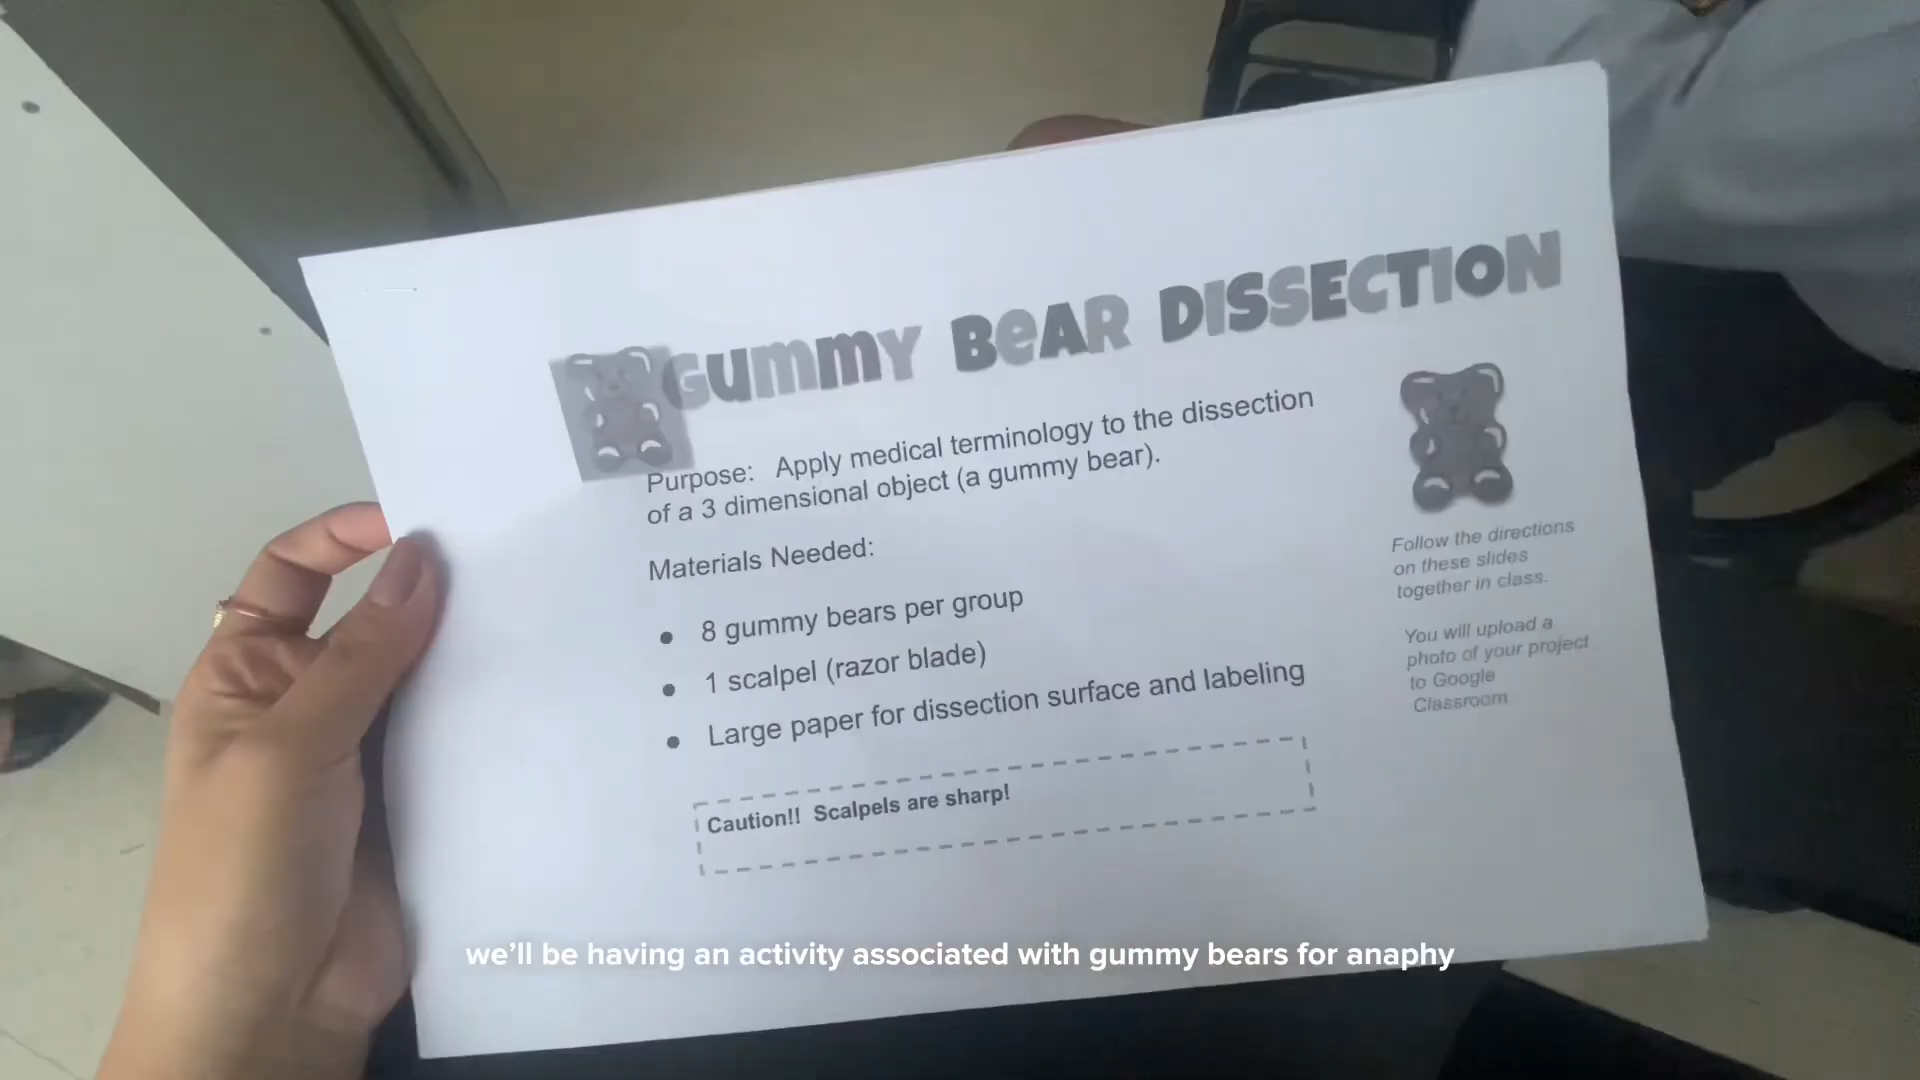 GUMMY BeAR DISSECTION
Purpose: Apply medical terminology to the dissection
of a 3 dimensional object (a gummy bear).
Materials Needed:
● 8 gummy bears per group
● 1 scalpel (razor blade)
● Large paper for dissection surface and labeling
Caution!! Scalpels are sharp!
Follow the directions
on these slides
together in class.
You will upload a
photo of your project
to Google
Classroom.
we'll be having an activity associated with gummy bears for anaphy